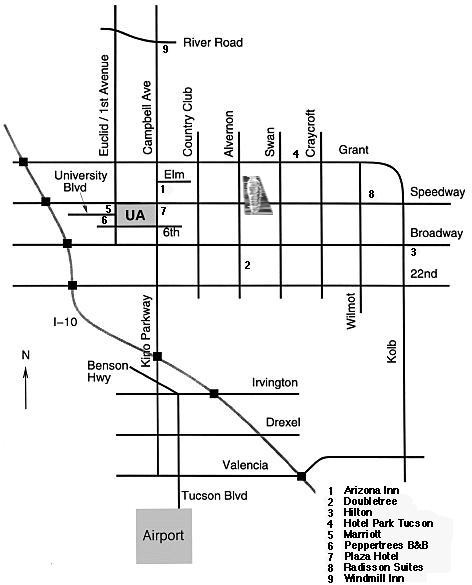 River Road
9
Euclid / 1st Avenue
Campbell Ave
Country Club
Alvernon
Swan
Craycroft
4
Grant
University
Blvd
Elm
1
8
Speedway
5
UA
7
6
6th
Broadway
3
2
22nd
I-10
Kino Parkway
Wilmot
Kolb
N
Benson
Hwy
Irvington
Drexel
Valencia
Tucson Blvd
Airport
1 Arizona Inn
2 Doubletree
3 Hilton
4 Hotel Park Tucson
5 Marriott
6 Peppertrees B&B
7 Plaza Hotel
8 Radisson Suites
9 Windmill Inn